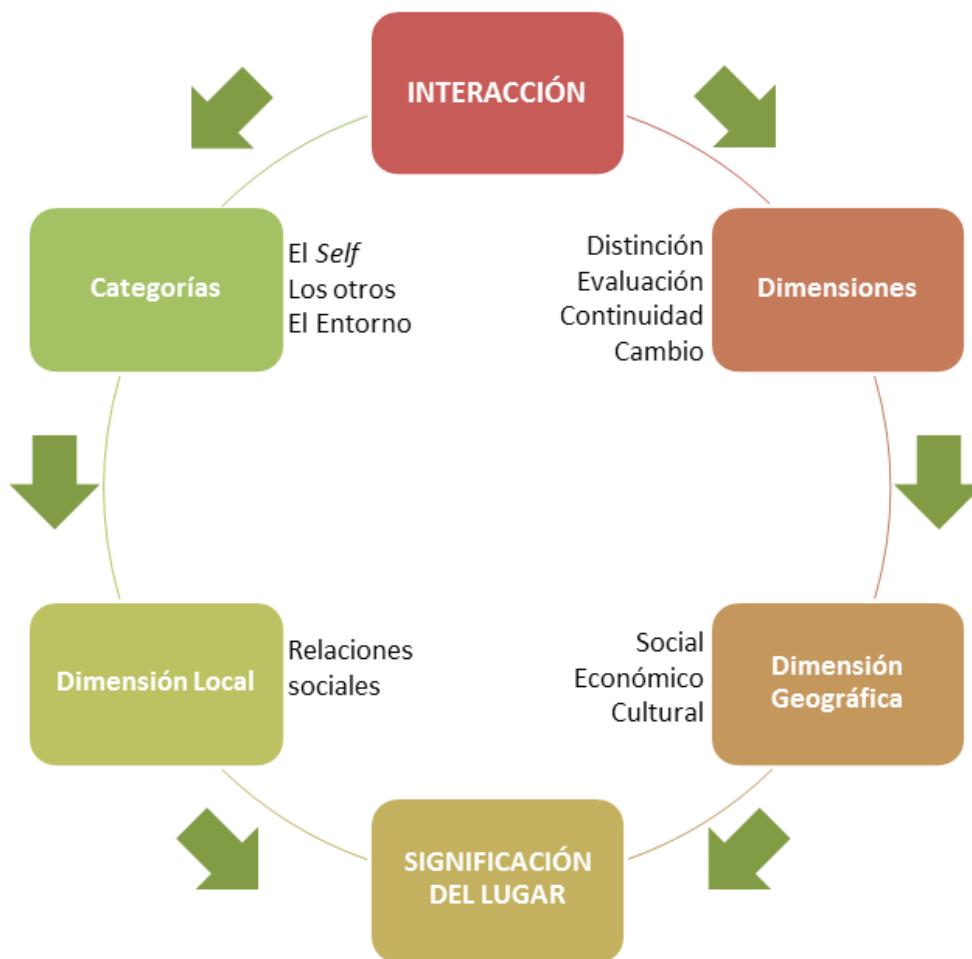 INTERACCIÓN
Categorías
El Self
Los otros
El Entorno
Distinción
Evaluación
Continuidad
Cambio
Dimensiones
Dimensión Local
Relaciones
sociales
Social
Económico
Cultural
Dimensión
Geográfica
SIGNIFICACIÓN
DEL LUGAR